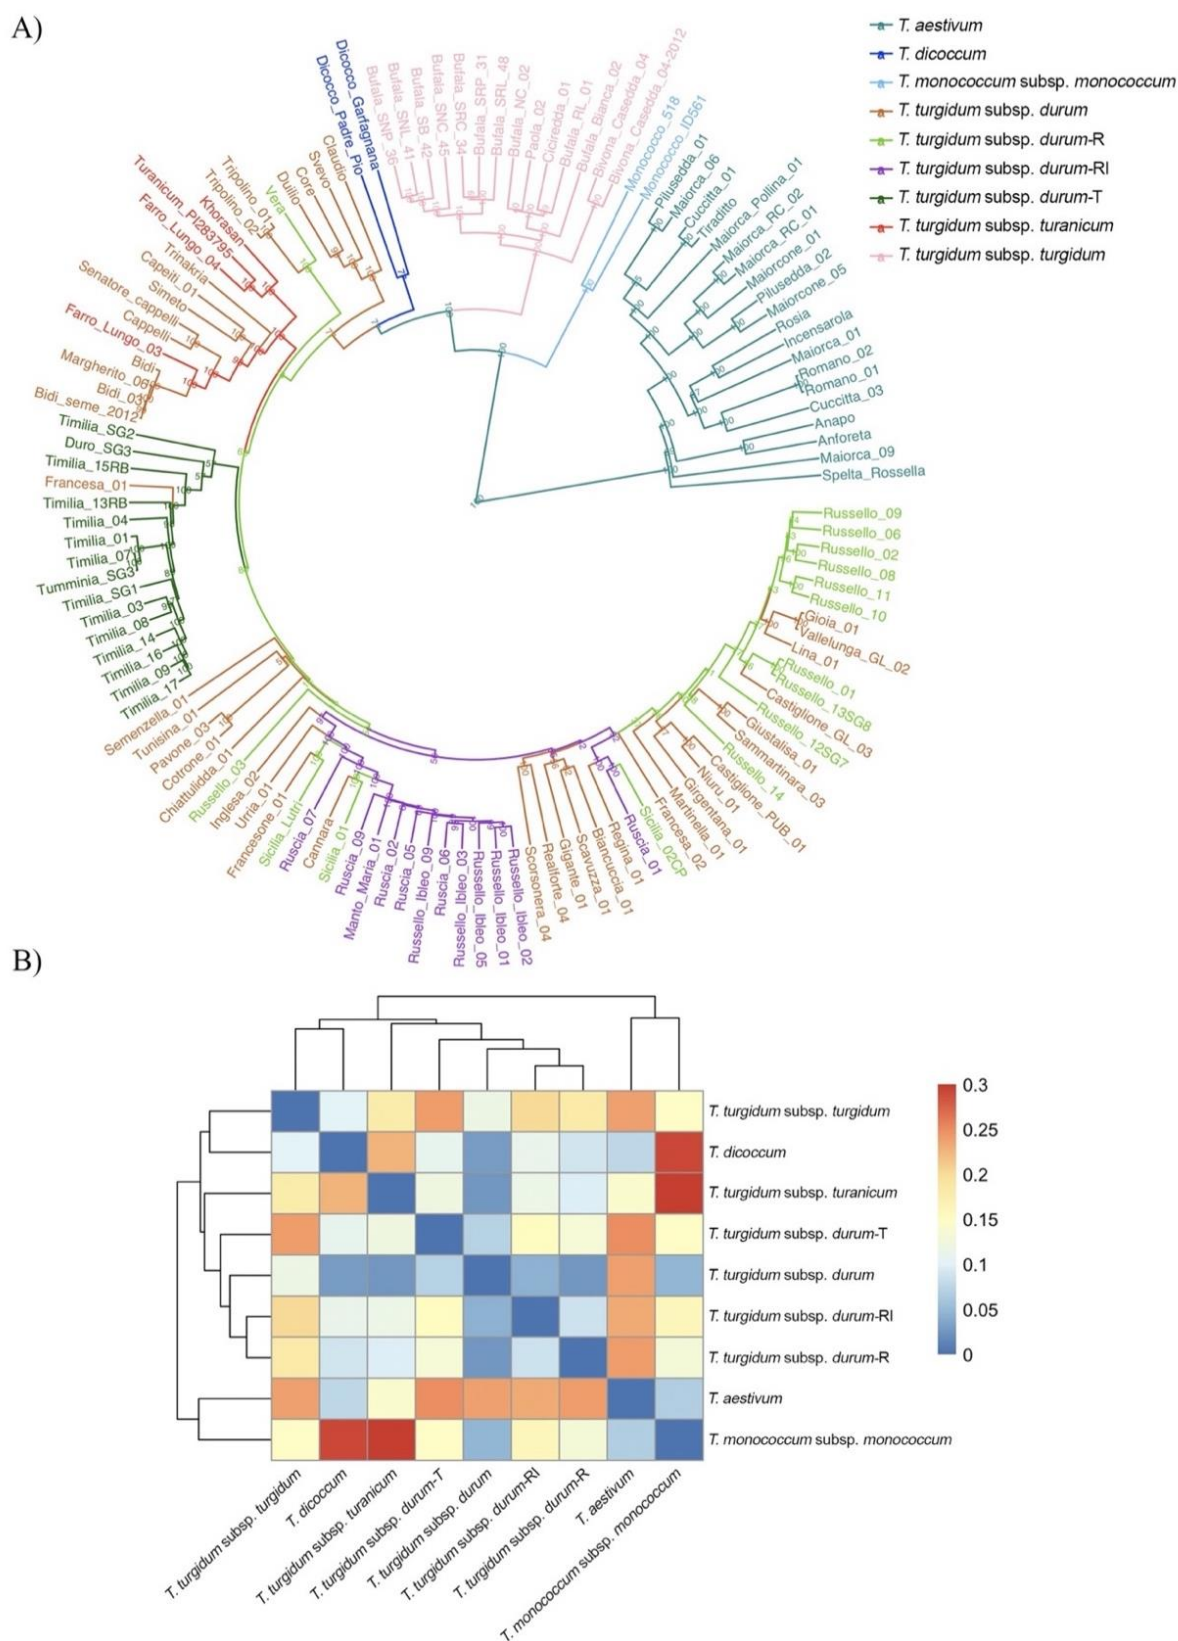 A)
T. aestivum
T. dicoccum
T. monococcum subsp. monococcum
T. turgidum subsp. durum
T. turgidum subsp. durum-R
T. turgidum subsp. durum-RI
T. turgidum subsp. durum-T
T. turgidum subsp. turanicum
T. turgidum subsp. turgidum
Dicocco_Padre_Pio
Dicocco_Garfagnana
Bufala_SNP_36
Bufala_SNL_41
Bufala_SB_42
Bufala_SNC_45
Bufala_SRC_34
Bufala_SRP_31
Bufala_SRL_48
Bufala_NC_02
Paola_02
Ciciredda_01
Bufala_RL_01
Bufala_Bianca_02
Bivona_Casedda_04
Bivona_Casedda_04-2012
Monococco_518
Monococco_ID561
Pilusedda_01
Maiorca_06
Cuccitta_01
Tiraditto
Maiorca_Pollina_01
Maiorca_RC_02
Maiorca_RC_01
Maiorcone_01
Pilusedda_02
Maiorcone_05
Rosia
Incensarola
Maiorca_01
Romano_02
Romano_01
Cuccitta_03
Anapo
Anforeta
Maiorca_09
Spelta_Rossella
Russello_09
Russello_06
Russello_02
Russello_08
Russello_11
Russello_10
Gioia_01
Vallelunga_GL_02
Lina_01
Russello_01
Russello_13SG8
Castiglione_GL_03
Russello_12SG7
Giustalisa_01
Sammartinara_03
Russello_14
Castiglione_PUB_01
Niuru_01
Girgentana_01
Martinella_01
Francesa_02
Sicilia_02CP
Ruscia_01
Regina_01
Biancuccia_01
Scavuzza_01
Gigante_01
Realforte_04
Scorsonera_04
Russello_Ibleo_02
Russello_Ibleo_01
Russello_Ibleo_05
Russello_Ibleo_03
Ruscia_06
Russello_Ibleo_09
Ruscia_05
Ruscia_02
Manto_Maria_01
Ruscia_09
Sicilia_01
Cannara
Ruscia_07
Sicilia_Lutri
Francesone_01
Urria_01
Inglesa_02
Russello_03
Chiattulidda_01
Cotrone_01
Pavone_03
Tunisina_01
Semenzella_01
Timilia_17
Timilia_09
Timilia_16
Timilia_14
Timilia_08
Timilia_03
Timilia_SG1
Tumminia_SG3
Timilia_07
Timilia_01
Timilia_04
Timilia_13RB
Francesa_01
Timilia_15RB
Duro_SG3
Timilia_SG2
Bidi_seme_2012
Bidi_03
Margherito_06
Bidi
Farro_Lungo_03
Cappelli
Senatore_cappelli
Simeto
Capeiti_01
Trinakria
Farro_Lungo_04
Turanicum_PI283795
Khorasan
Tripolino_02
Tripolino_01
Vera
Duilio
Core
Svevo
Claudio
B)
0.3
0.25
0.2
0.15
0.1
0.05
0
T. turgidum subsp. turgidum
T. dicoccum
T. turgidum subsp. turanicum
T. turgidum subsp. durum-T
T. turgidum subsp. durum
T. turgidum subsp. durum-RI
T. turgidum subsp. durum-R
T. aestivum
T. monococcum subsp. monococcum
T. turgidum subsp. turgidum
T. dicoccum
T. turgidum subsp. turanicum
T. turgidum subsp. durum-T
T. turgidum subsp. durum
T. turgidum subsp. durum-RI
T. turgidum subsp. durum-R
T. aestivum
T. monococcum subsp. monococcum